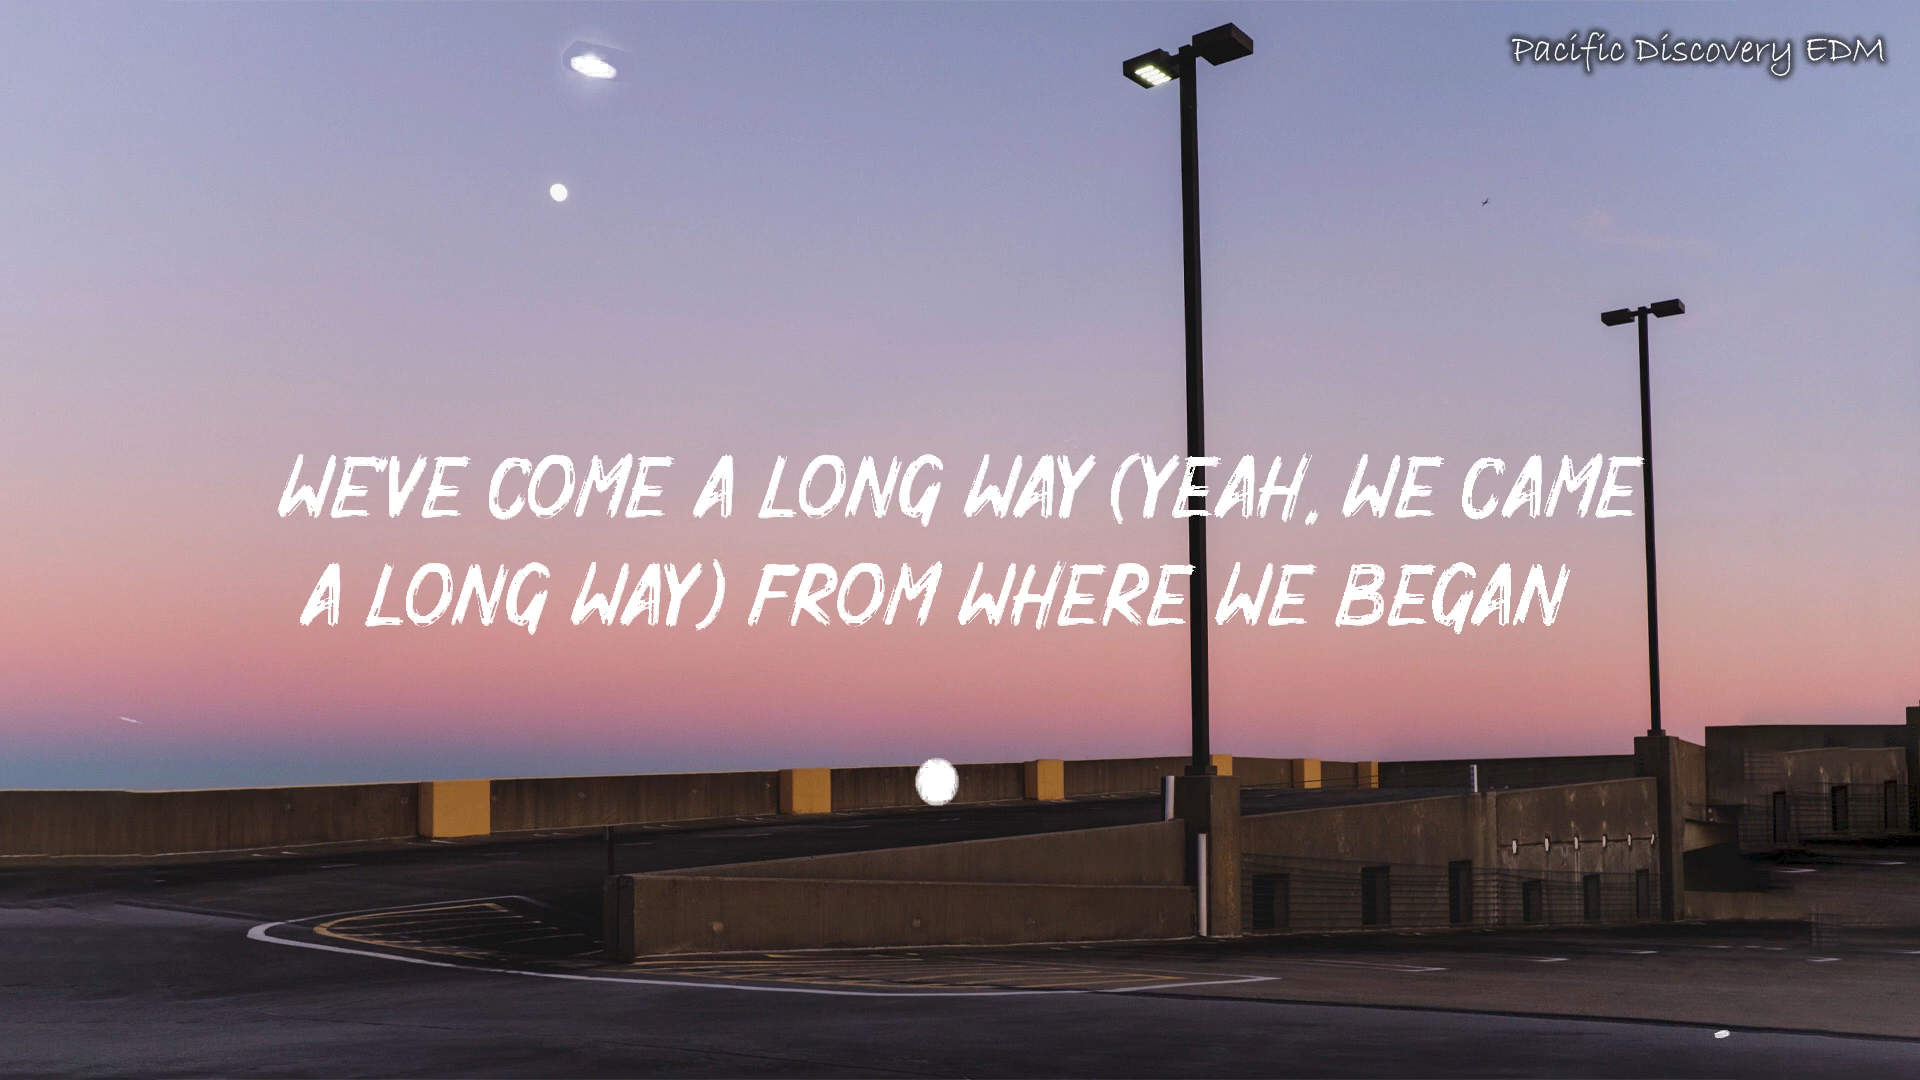 Pacific Discovery EDM
WE'VE COME A LONG WAY (YEAH, WE CAME
A LONG WAY) FROM WHERE WE BEGAN